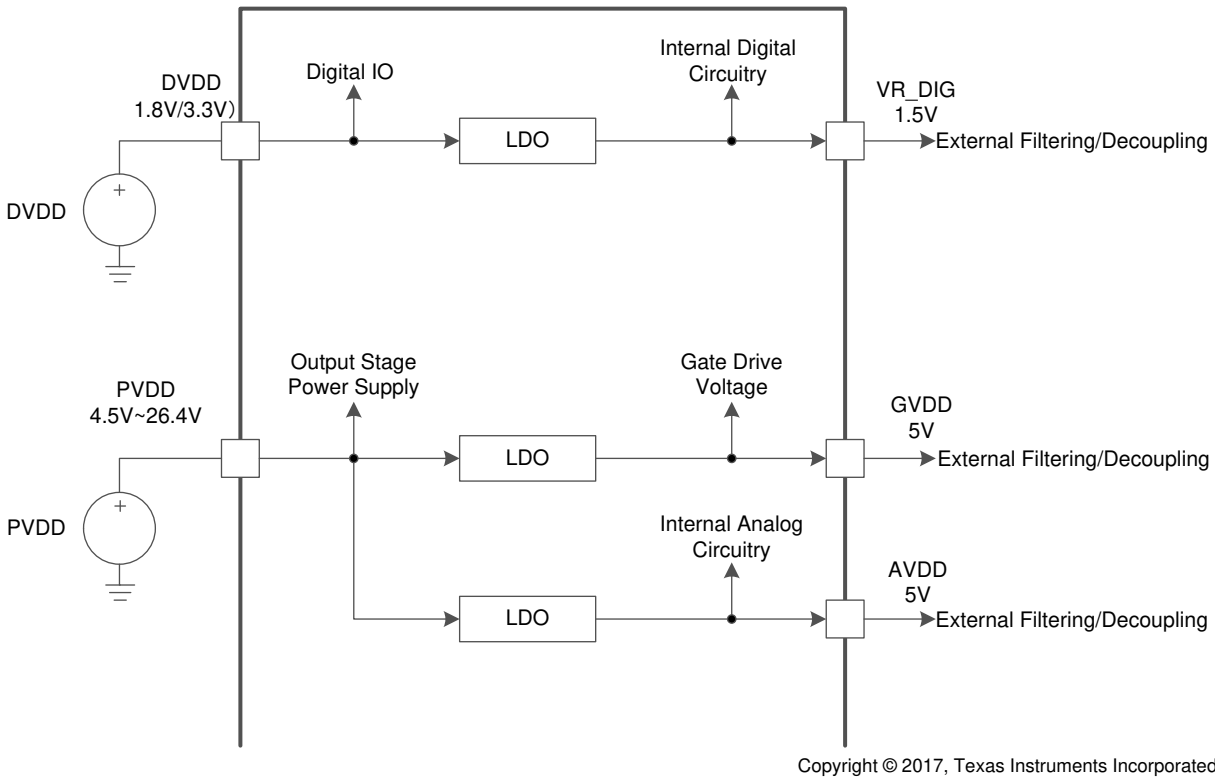 Digital IO
Internal Digital
Circuitry
DVDD
1.8V/3.3V)
LDO
VR_DIG
1.5V
External Filtering/Decoupling
+
DVDD
Output Stage
Power Supply
Gate Drive
Voltage
PVDD
4.5V~26.4V
LDO
GVDD
5V
External Filtering/Decoupling
+
PVDD
Internal Analog
Circuitry
LDO
AVDD
5V
External Filtering/Decoupling
Copyright © 2017, Texas Instruments Incorporated